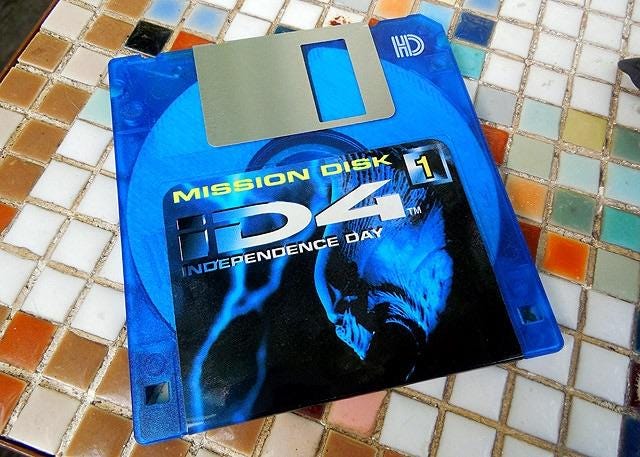 HD
MISSION DISK 1
iD4™
INDEPENDENCE DAY